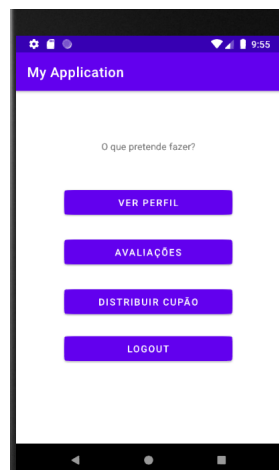 9:55
My Application
O que pretende fazer?
VER PERFIL
AVALIAÇÕES
DISTRIBUIR CUPÃO
LOGOUT